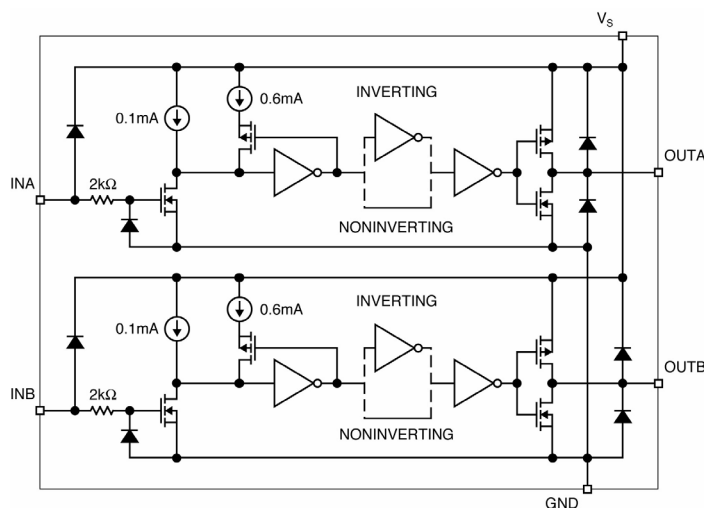 VS
INVERTING
0.6mA
0.1mA
OUTA
INA
2kΩ
NONINVERTING
INVERTING
0.6mA
0.1mA
OUTB
INB
2kΩ
NONINVERTING
GND